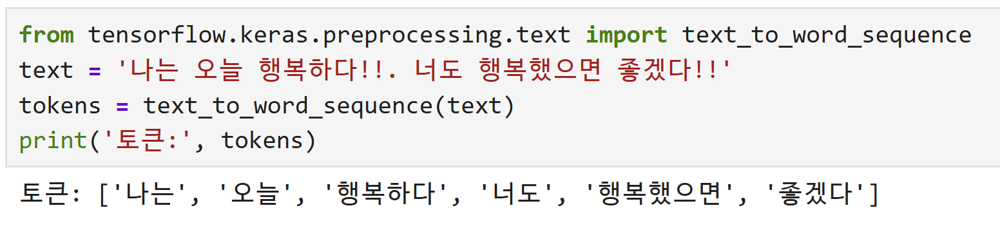 from tensorflow.keras.preprocessing.text import text_to_word_sequence
text = '나는 오늘 행복하다!!. 너도 행복했으면 좋겠다!!'
tokens = text_to_word_sequence(text)
print('토큰:', tokens)
토큰: ['나는', '오늘', '행복하다', '너도', '행복했으면', '좋겠다']